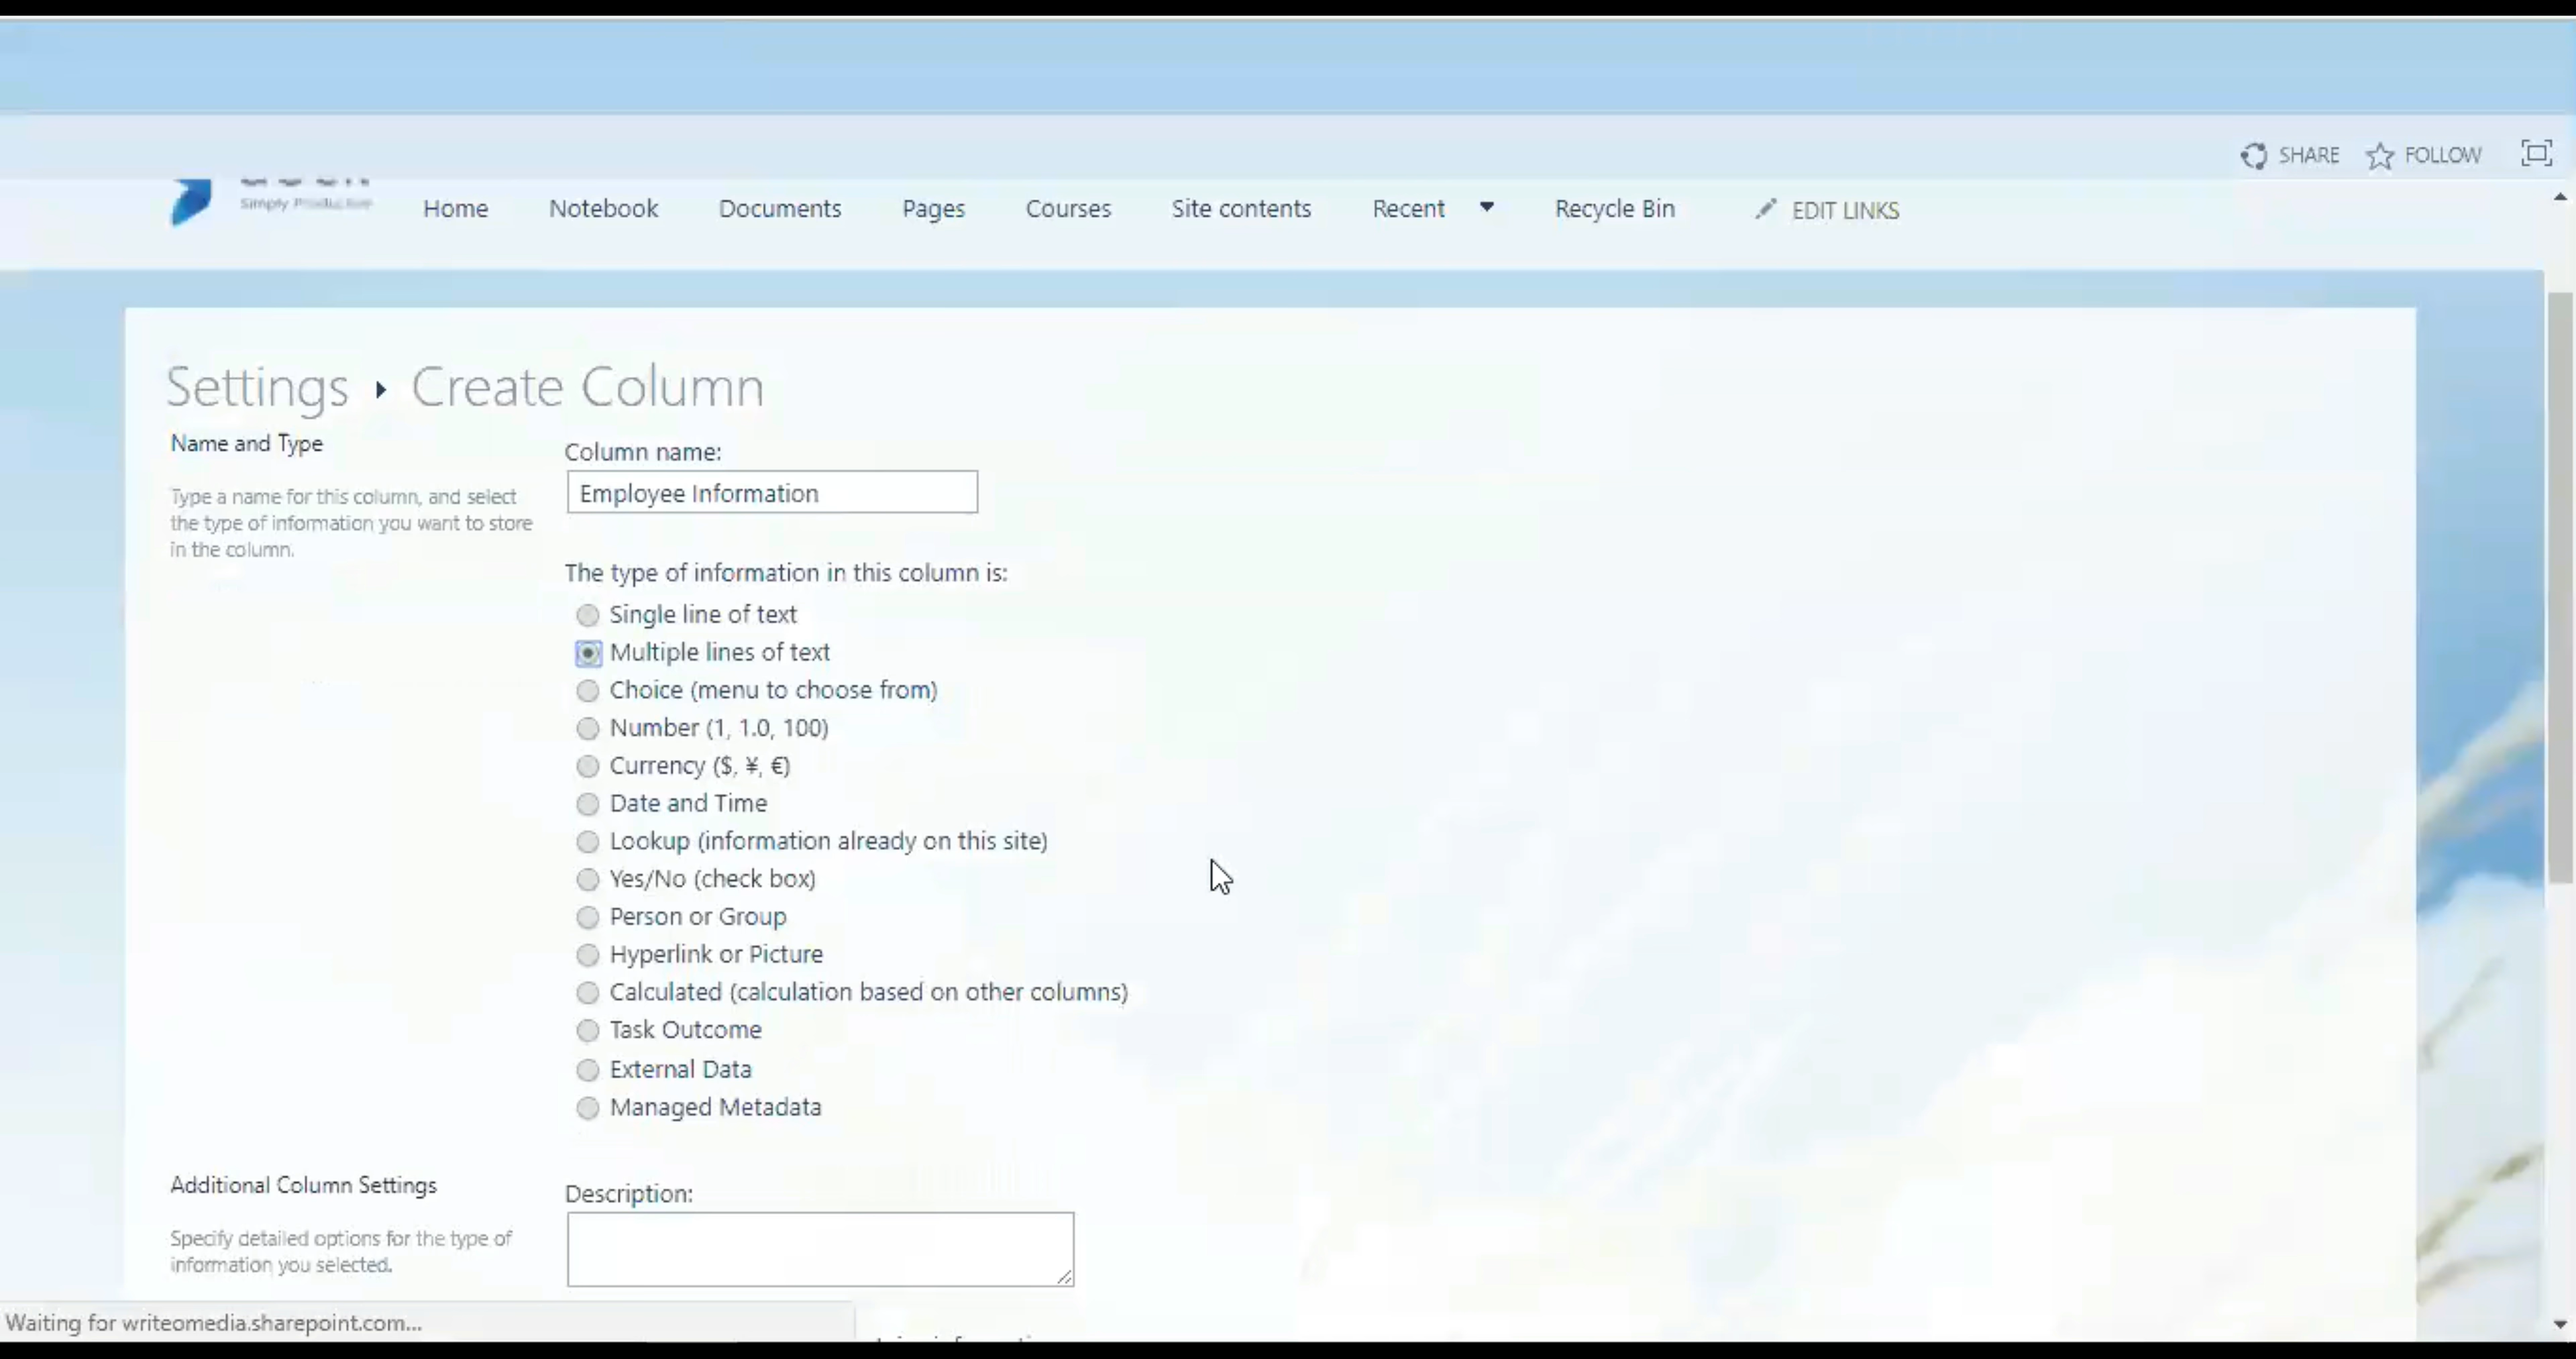 SHARE FOLLOW
Simply Productive
Home Notebook Documents Pages Courses Site contents Recent Recycle Bin EDIT LINKS
Settings Create Column
Name and Type
Type a name for this column, and select
the type of information you want to store
in the column.
Column name:
Employee Information
The type of information in this column is:
Single line of text
Multiple lines of text
Choice (menu to choose from)
Number (1, 1.0, 100)
Currency ($, ¥, €)
Date and Time
Lookup (information already on this site)
Yes/No (check box)
Person or Group
Hyperlink or Picture
Calculated (calculation based on other columns)
Task Outcome
External Data
Managed Metadata
Additional Column Settings
Specify detailed options for the type of
information you selected.
Description:
Waiting for writeomedia.sharepoint.com...